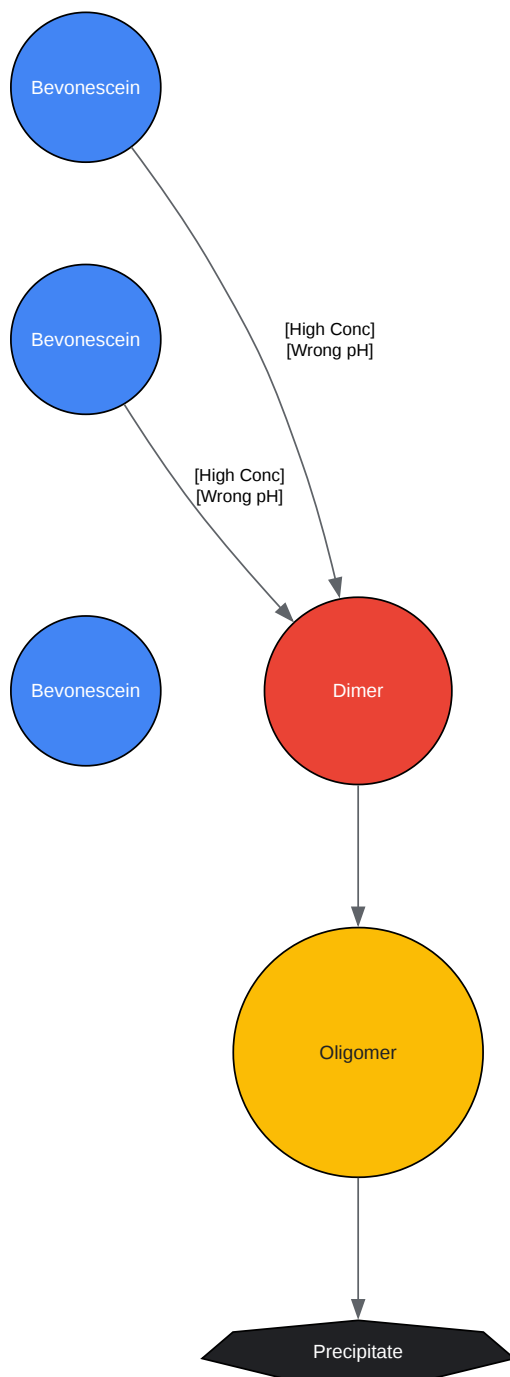 Bevonescein
Bevonescein
[High Conc]
[Wrong pH]
[High Conc]
[Wrong pH]
Bevonescein
Dimer
Oligomer
Precipitate